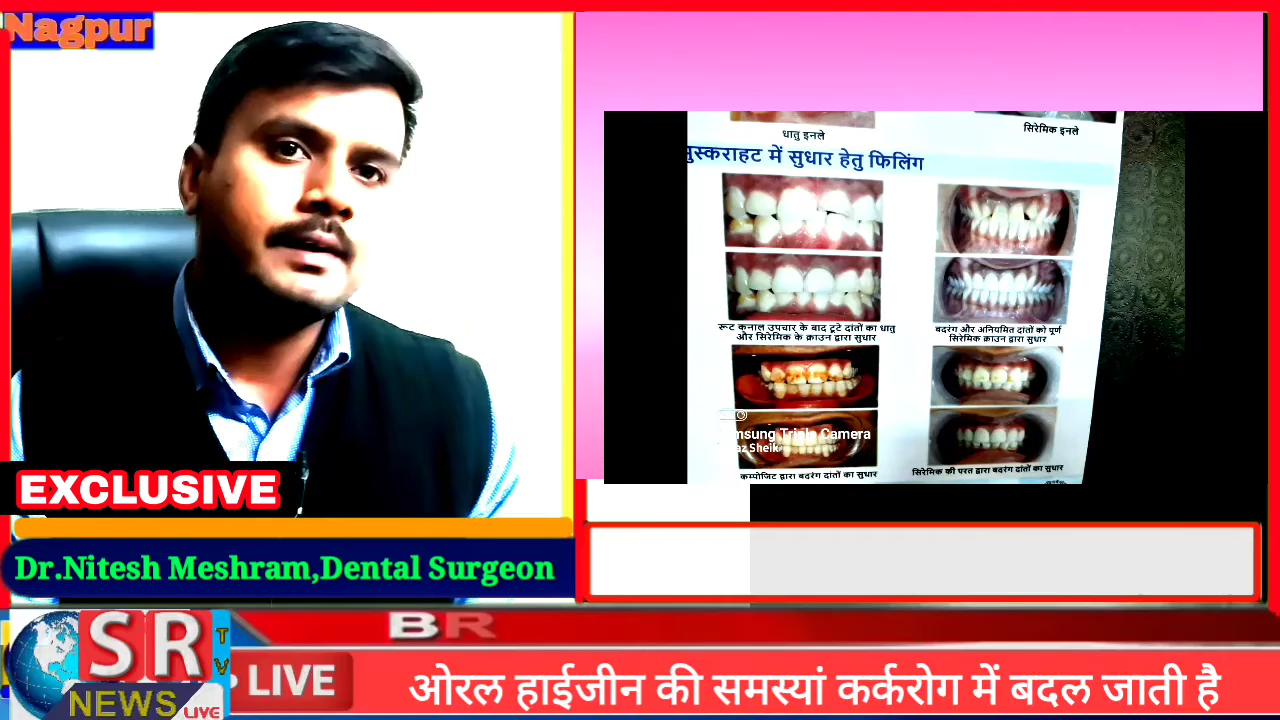 Nagpur
धातु इनले
सिरेमिक इनले
मुस्कराहट में सुधार हेतु फिलिंग
रूट कनाल उपचार के बाद टूटे दांतों का धातु
और सिरेमिक के क्राउन द्वारा सुधार
बदरंग और अनियमित दांतों को पूर्ण
सिरेमिक क्राउन द्वारा सुधार
Triple Camera
Sheik
कम्पोजिट द्वारा बदरंग दांतों का सुधार
सिरेमिक की परत द्वारा बदरंग दांतों का सुधार
EXCLUSIVE
Dr.Nitesh Meshram,Dental Surgeon
BR
SR
TV
NEWS
LIVE
LIVE
ओरल हाईजीन की समस्यां कर्करोग में बदल जाती है